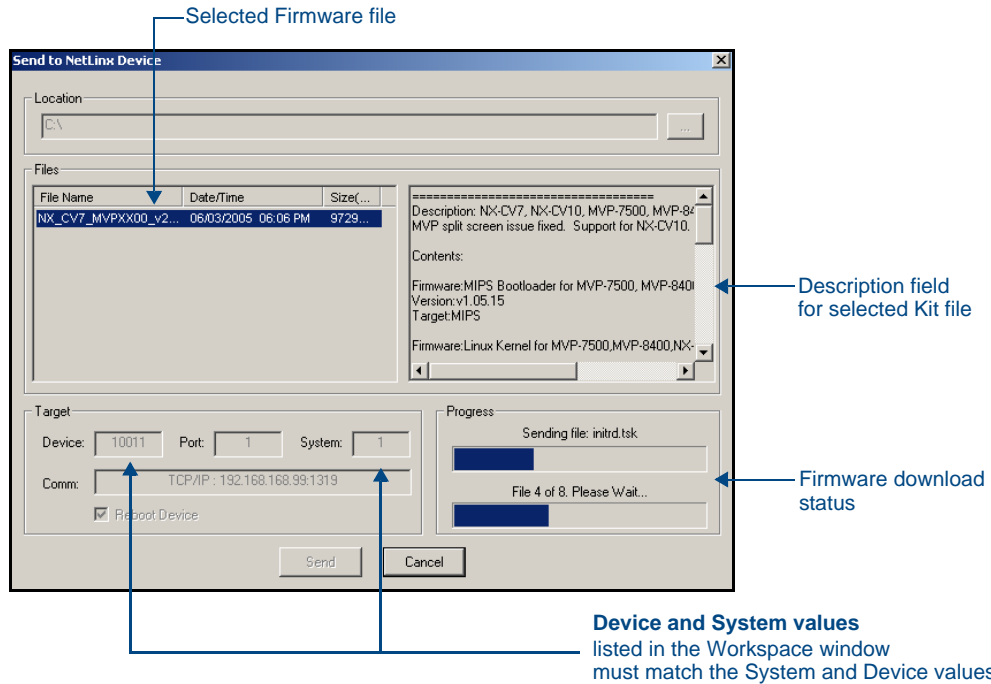 Selected Firmware file
Send to NetLinx Device
Location
C:\
...
Files
File Name Date/Time Size(...
NX_CV7_MVPXX00_v2... 06/03/2005 06:06 PM 9729...
==================================
Description: NX-CV7, NX-CV10, MVP-7500, MVP-84
MVP split screen issue fixed. Support for NX-CV10.
Contents:
Firmware:MIPS Bootloader for MVP-7500, MVP-840
Version:v1.05.15
Target:MIPS
Firmware:Linux Kernel for MVP-7500,MVP-8400,NX-
Description field
for selected Kit file
Target
Device: 10011 Port: 1 System: 1
Comm: TCP/IP : 192.168.168.99:1319
Reboot Device
Progress
Sending file: initrd.tsk
File 4 of 8. Please Wait...
Firmware download
status
Send Cancel
Device and System values
listed in the Workspace window
must match the System and Device values